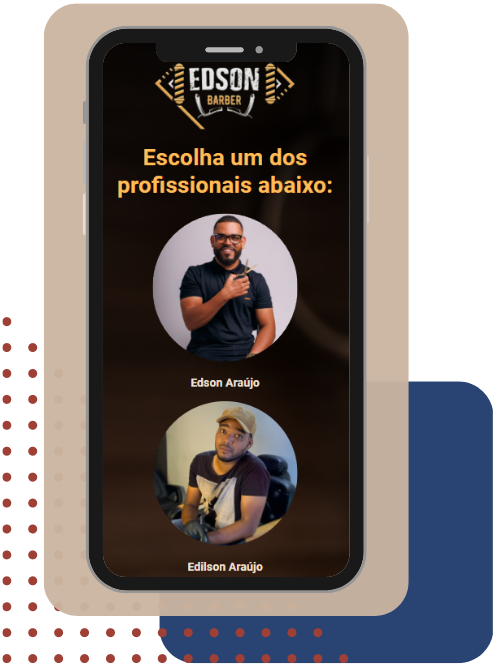 EDSON
BARBER
Escolha um dos
profissionais abaixo:
Edson Araújo
Edilson Araújo